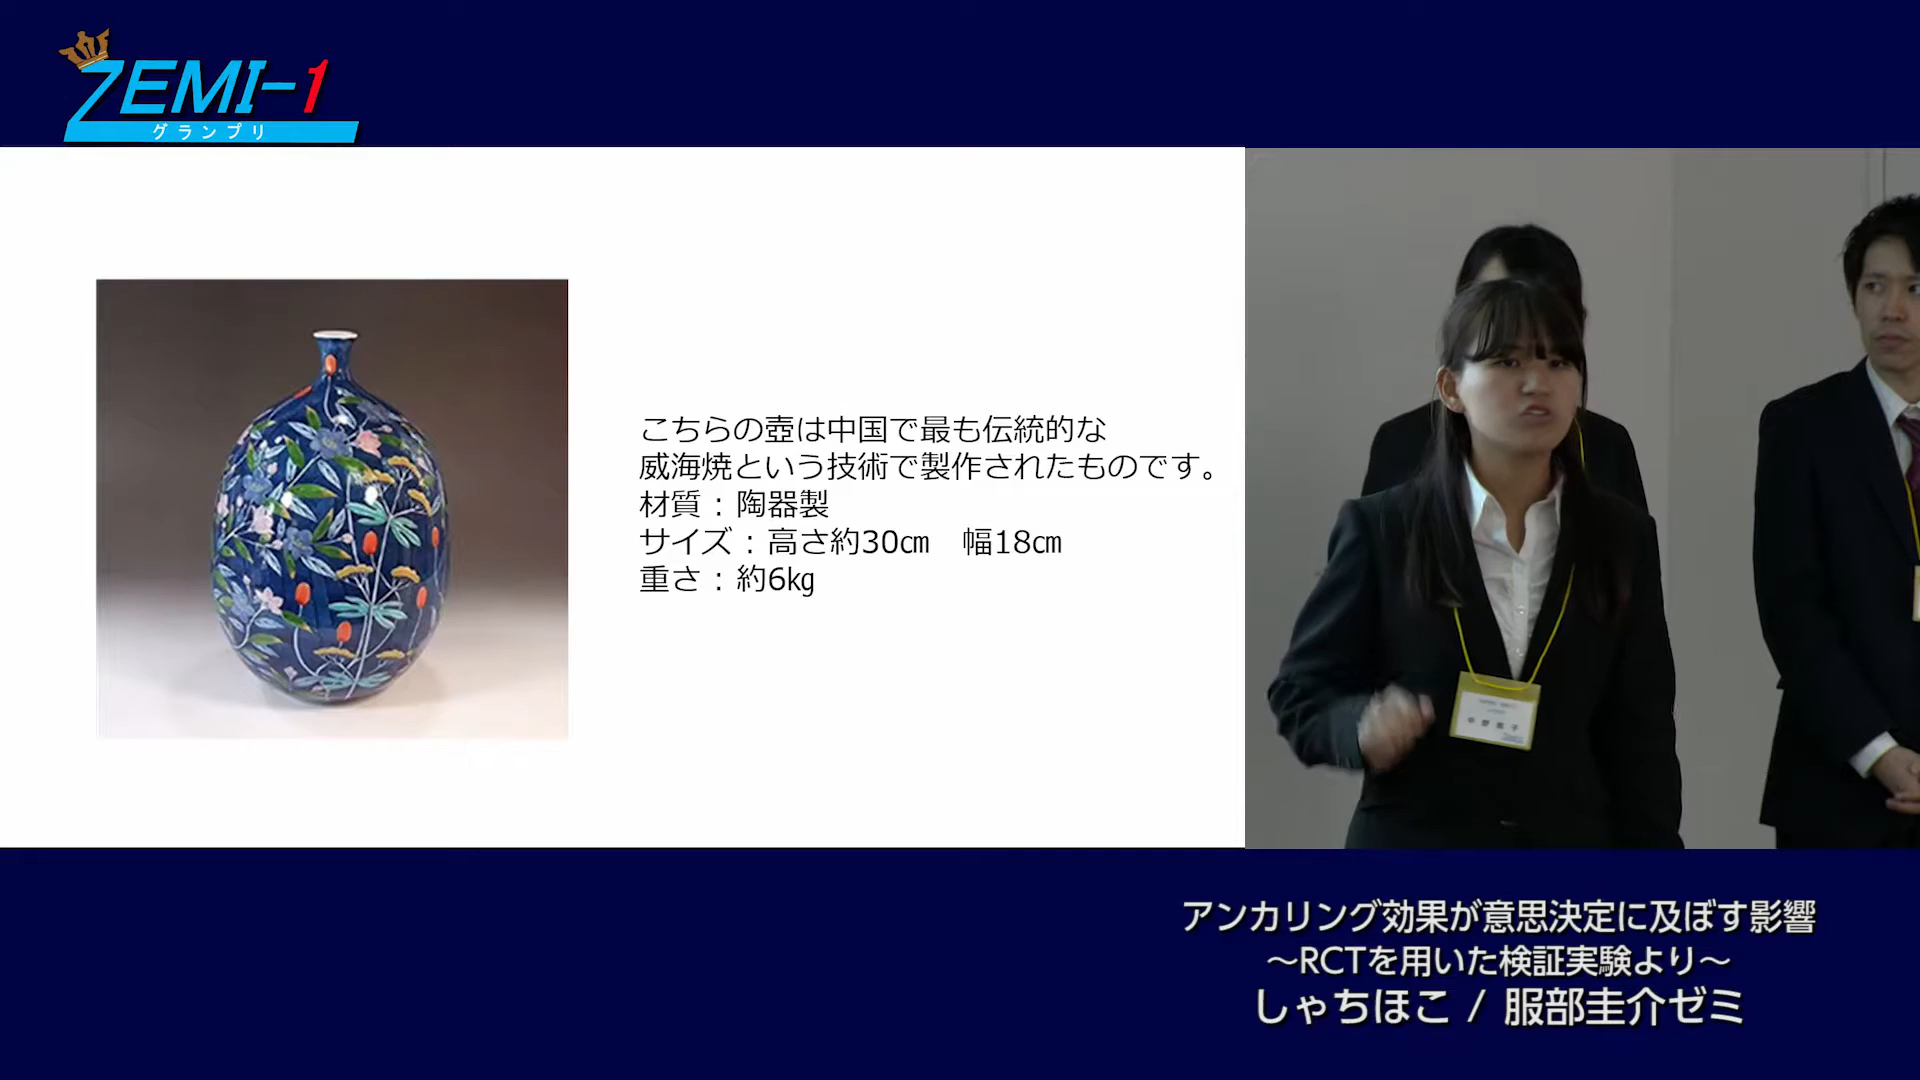 ZEMI-1
グランプリ
こちらの壺は中国で最も伝統的な
威海焼という技術で製作されたものです。
材質：陶器製
サイズ：高さ約30㎝　幅18㎝
重さ：約6㎏
アンカリング効果が意思決定に及ぼす影響
～RCTを用いた検証実験より～
しゃちほこ / 服部圭介ゼミ